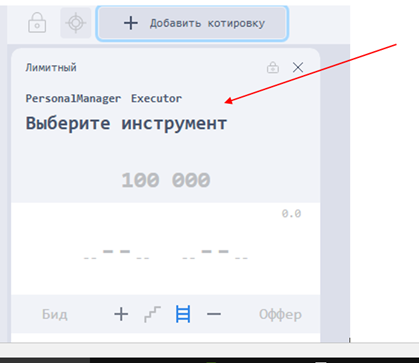 Добавить котировку
Лимитный
PersonalManager Executor
Выберите инструмент
100 000
0.0
-- -- -- -- -- --
Бид
Оффер